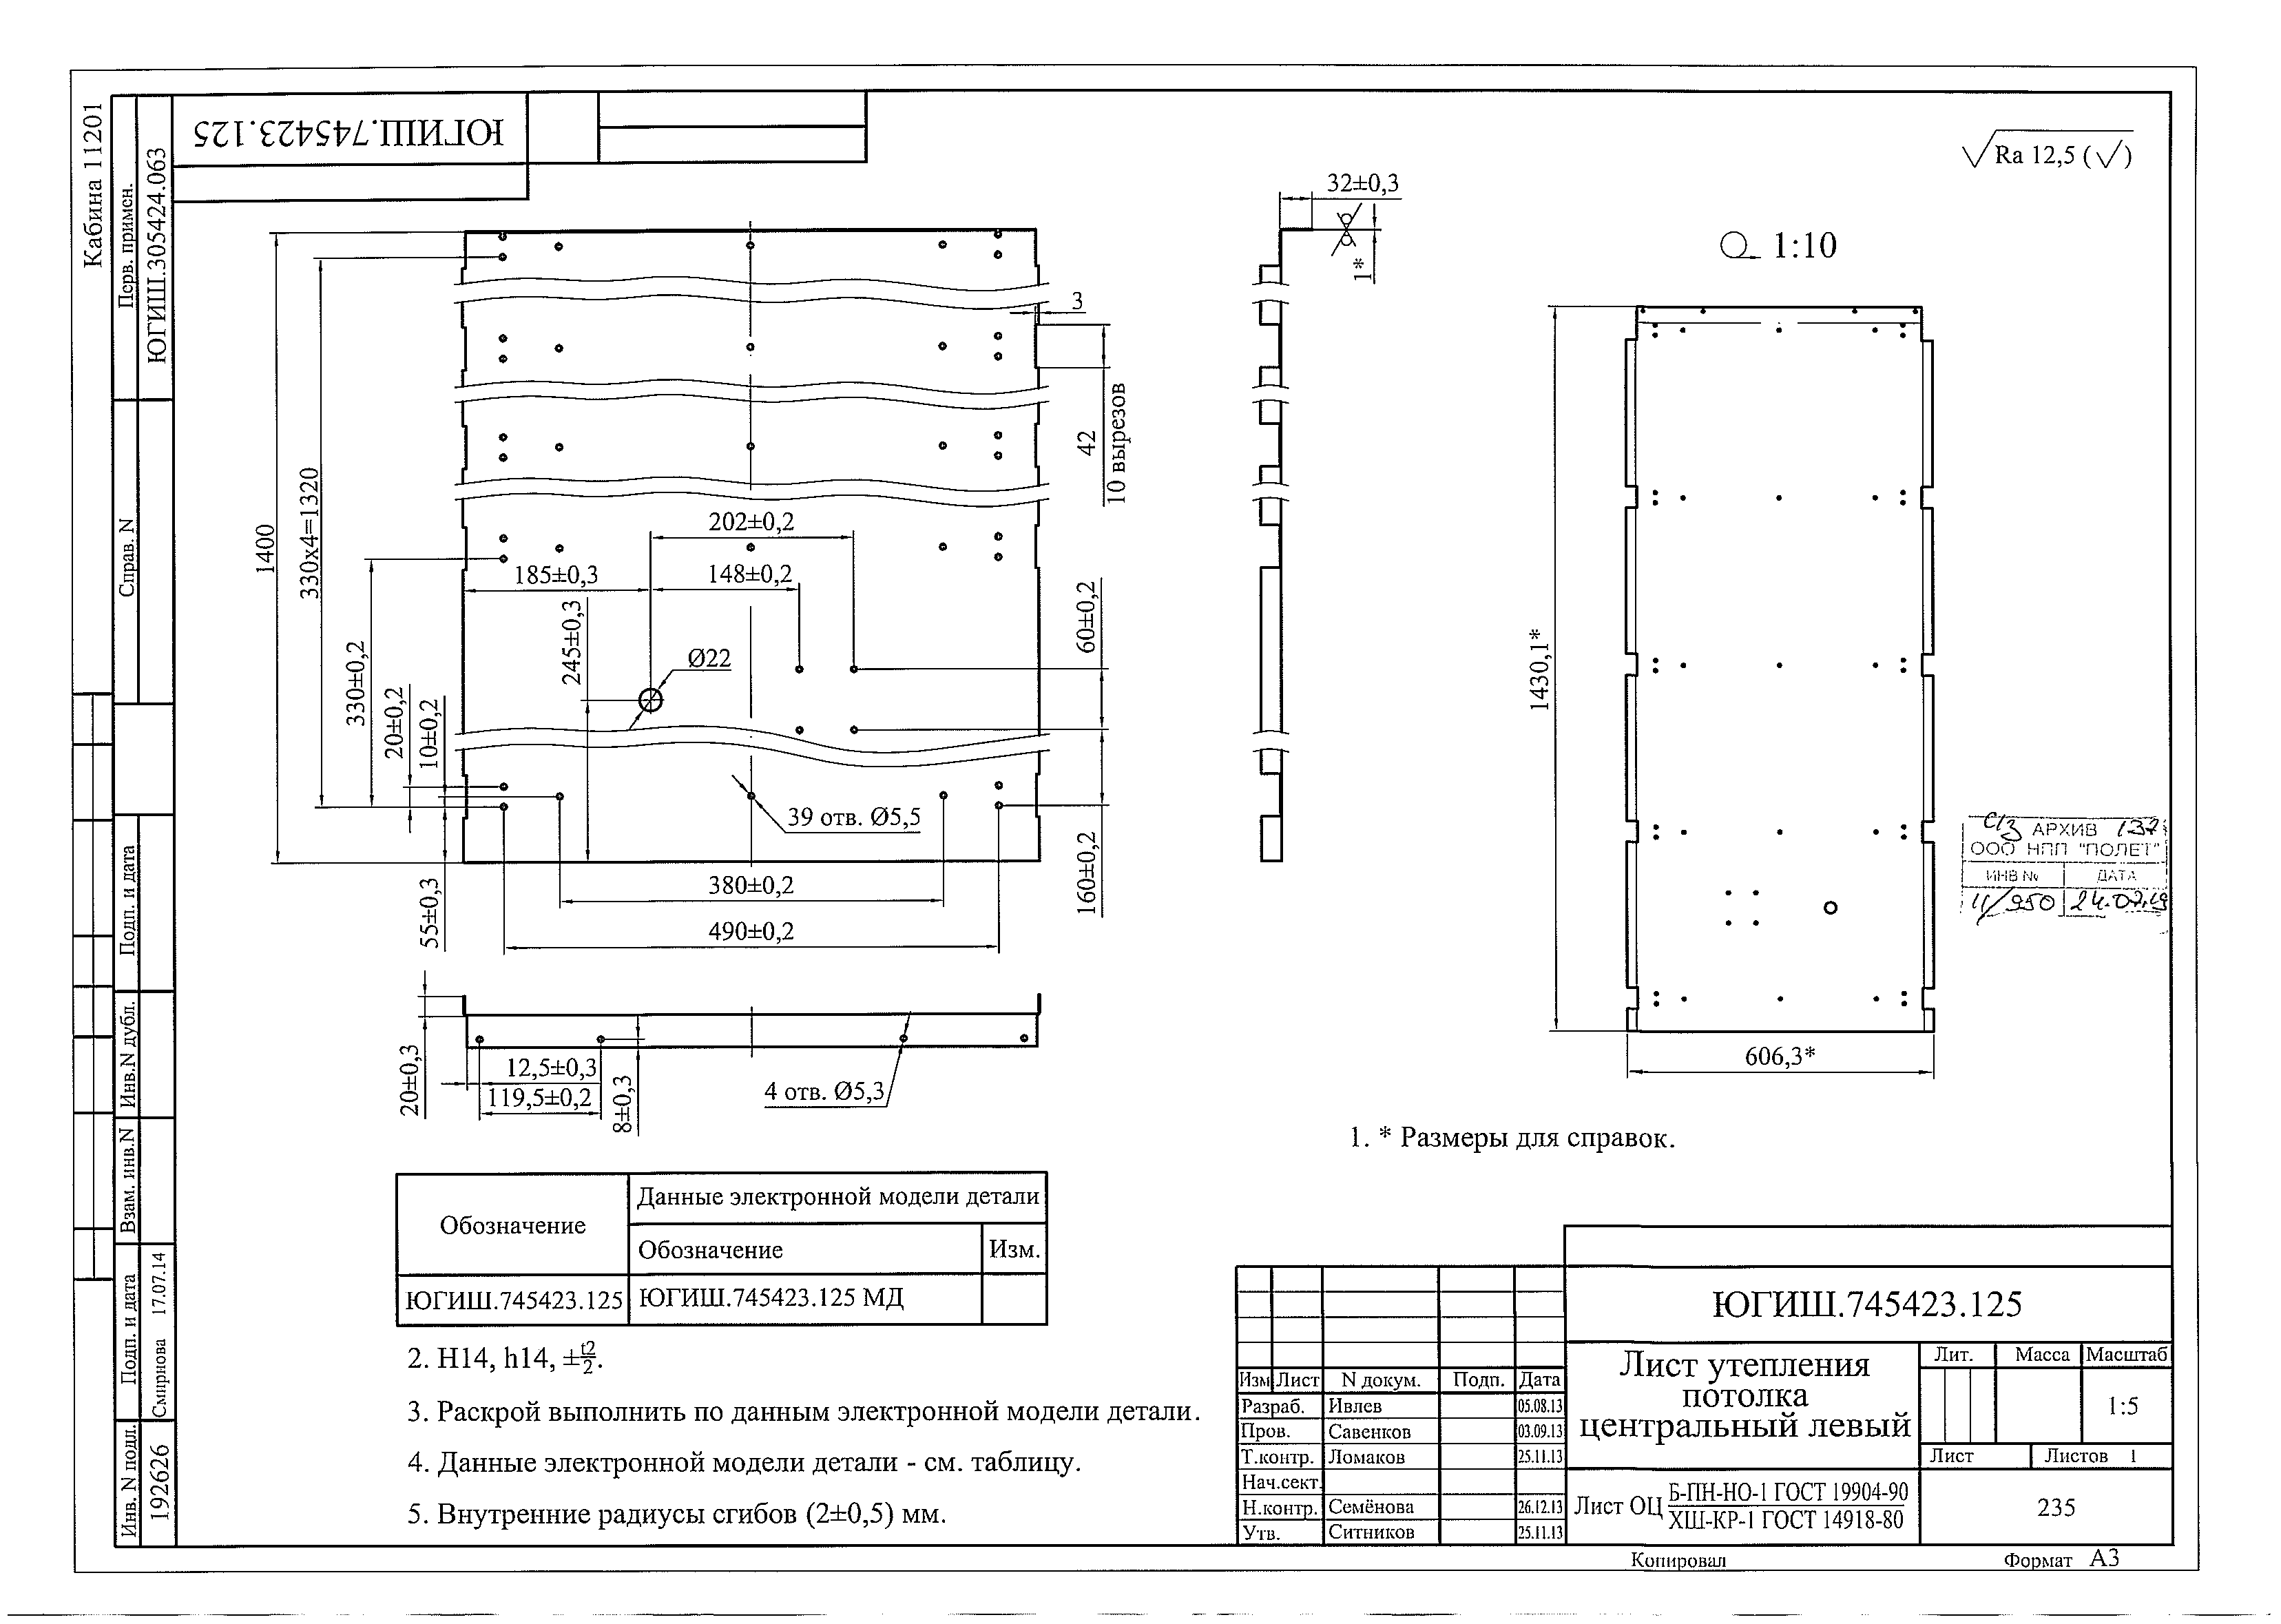 Кабина 11201
Перв. примен.
ЮГИШ.305424.063
Справ. N
Подп. и дата
Инв.N дубл.
Взам. инв.N
Подп. и дата
Смирнова 17.07.14
Инв. N подл.
192626
ЮГИШ.745423.125
Ra 12,5 ( )
32±0,3
1*
1:10
3
42
10 вырезов
1400
330х4=1320
330±0,2
20±0,2
10±0,2
55±0,3
202±0,2
185±0,3
148±0,2
245±0,3
Ø22
60±0,2
160±0,2
39 отв. Ø5,5
380±0,2
490±0,2
20±0,3
12,5±0,3
119,5±0,2
8±0,3
4 отв. Ø5,3
1430,1*
606,3*
АРХИВ 137
ООО НПП "ПОЛЕТ"
ИНВ № ДАТА
11/950 24.07.19
1. * Размеры для справок.
Обозначение
Данные электронной модели детали
Обозначение Изм.
ЮГИШ.745423.125 ЮГИШ.745423.125 МД
2. H14, h14, ±t2/2.
3. Раскрой выполнить по данным электронной модели детали.
4. Данные электронной модели детали - см. таблицу.
5. Внутренние радиусы сгибов (2±0,5) мм.
ЮГИШ.745423.125
Изм Лист N докум. Подп. Дата
Разраб. Ивлев 05.08.13
Пров. Савенков 03.09.13
Т.контр. Ломаков 25.11.13
Нач.сект.
Н.контр. Семёнова 26.12.13
Утв. Ситников 25.11.13
Лист утепления
потолка
центральный левый
Лит. Масса Масштаб
1:5
Лист Листов 1
Лист ОЦ Б-ПН-НО-1 ГОСТ 19904-90
ХШ-КР-1 ГОСТ 14918-80
235
Копировал Формат А3